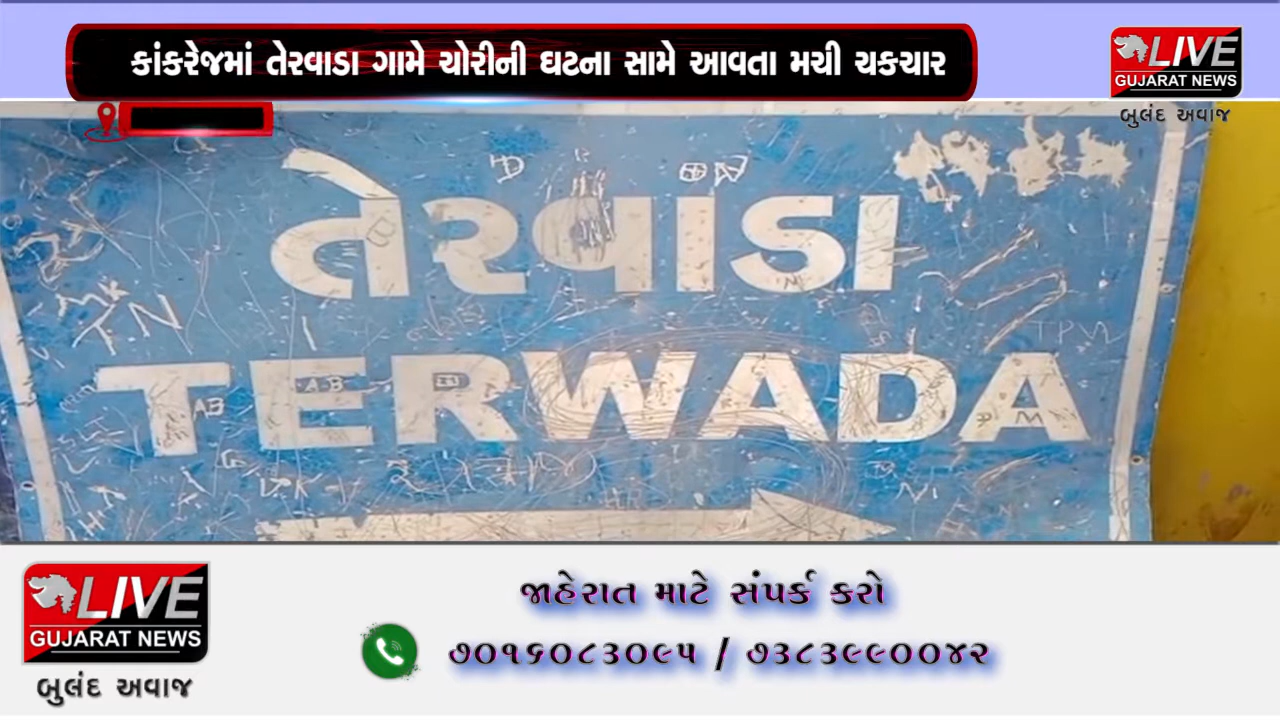 કાંકરેજમાં તેરવાડા ગામે ચોરીની ઘટના સામે આવતા મચી ચકચાર
LIVE
GUJARAT NEWS
બુલંદ અવાજ
તેરવાડા
TERWADA
LIVE
GUJARAT NEWS
બુલંદ અવાજ
જાહેરાત માટે સંપર્ક કરો
૭૦૧૬૦૮૩૦૯૫ / ૭૩૮૩૯૯૦૦૪૨